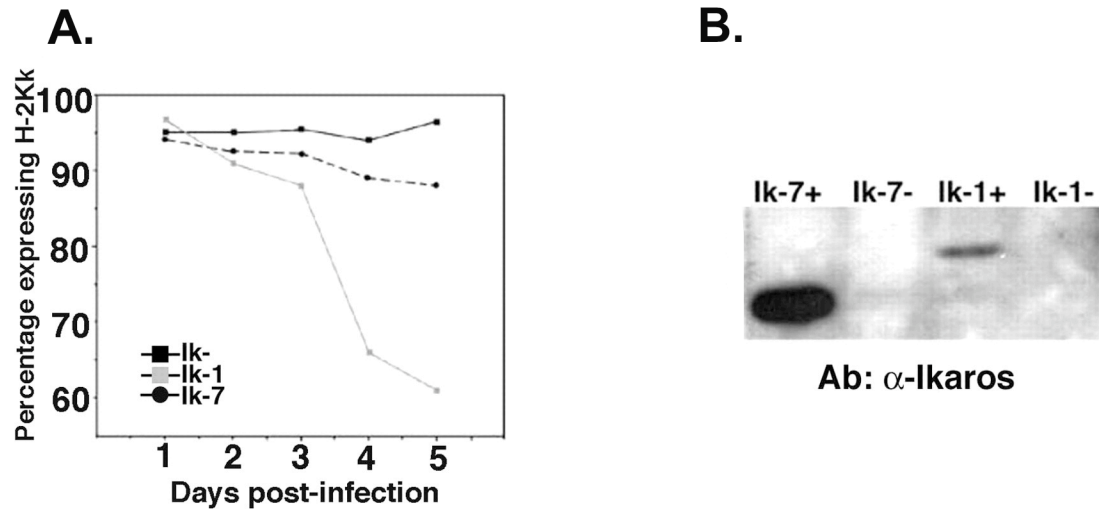 A.
Percentage expressing H-2Kk
100
90
80
70
60
Ik-
Ik-1
Ik-7
1 2 3 4 5
Days post-infection
B.
Ik-7+ Ik-7- Ik-1+ Ik-1-
Ab: α-Ikaros